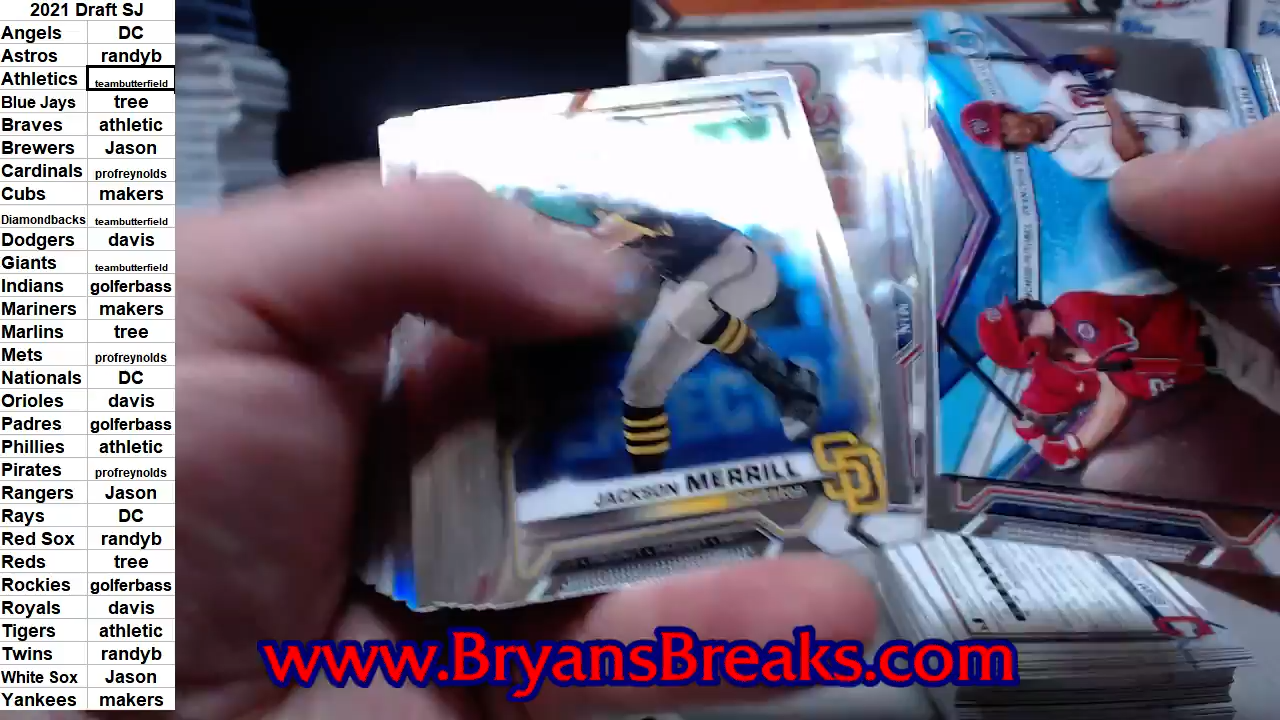 2021 Draft SJ
Angels DC
Astros randyb
Athletics teambutterfield
Blue Jays tree
Braves athletic
Brewers Jason
Cardinals profreynolds
Cubs makers
Diamondbacks teambutterfield
Dodgers davis
Giants teambutterfield
Indians golferbass
Mariners makers
Marlins tree
Mets profreynolds
Nationals DC
Orioles davis
Padres golferbass
Phillies athletic
Pirates profreynolds
Rangers Jason
Rays DC
Red Sox randyb
Reds tree
Rockies golferbass
Royals davis
Tigers athletic
Twins randyb
White Sox Jason
Yankees makers
JACKSON MERRILL
SD
www.BryansBreaks.com